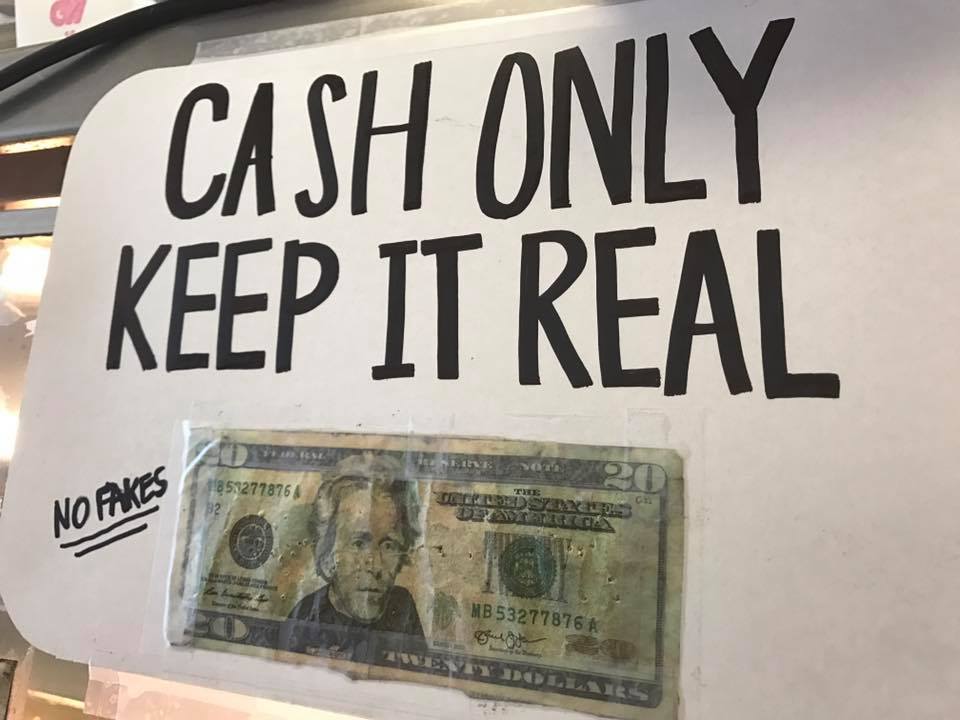 CASH ONLY
KEEP IT REAL
NO FAKES
20 FEDERAL RESERVE NOTE 20
THE
UNITED STATES
OF AMERICA
MB53277876A
TWENTY DOLLARS